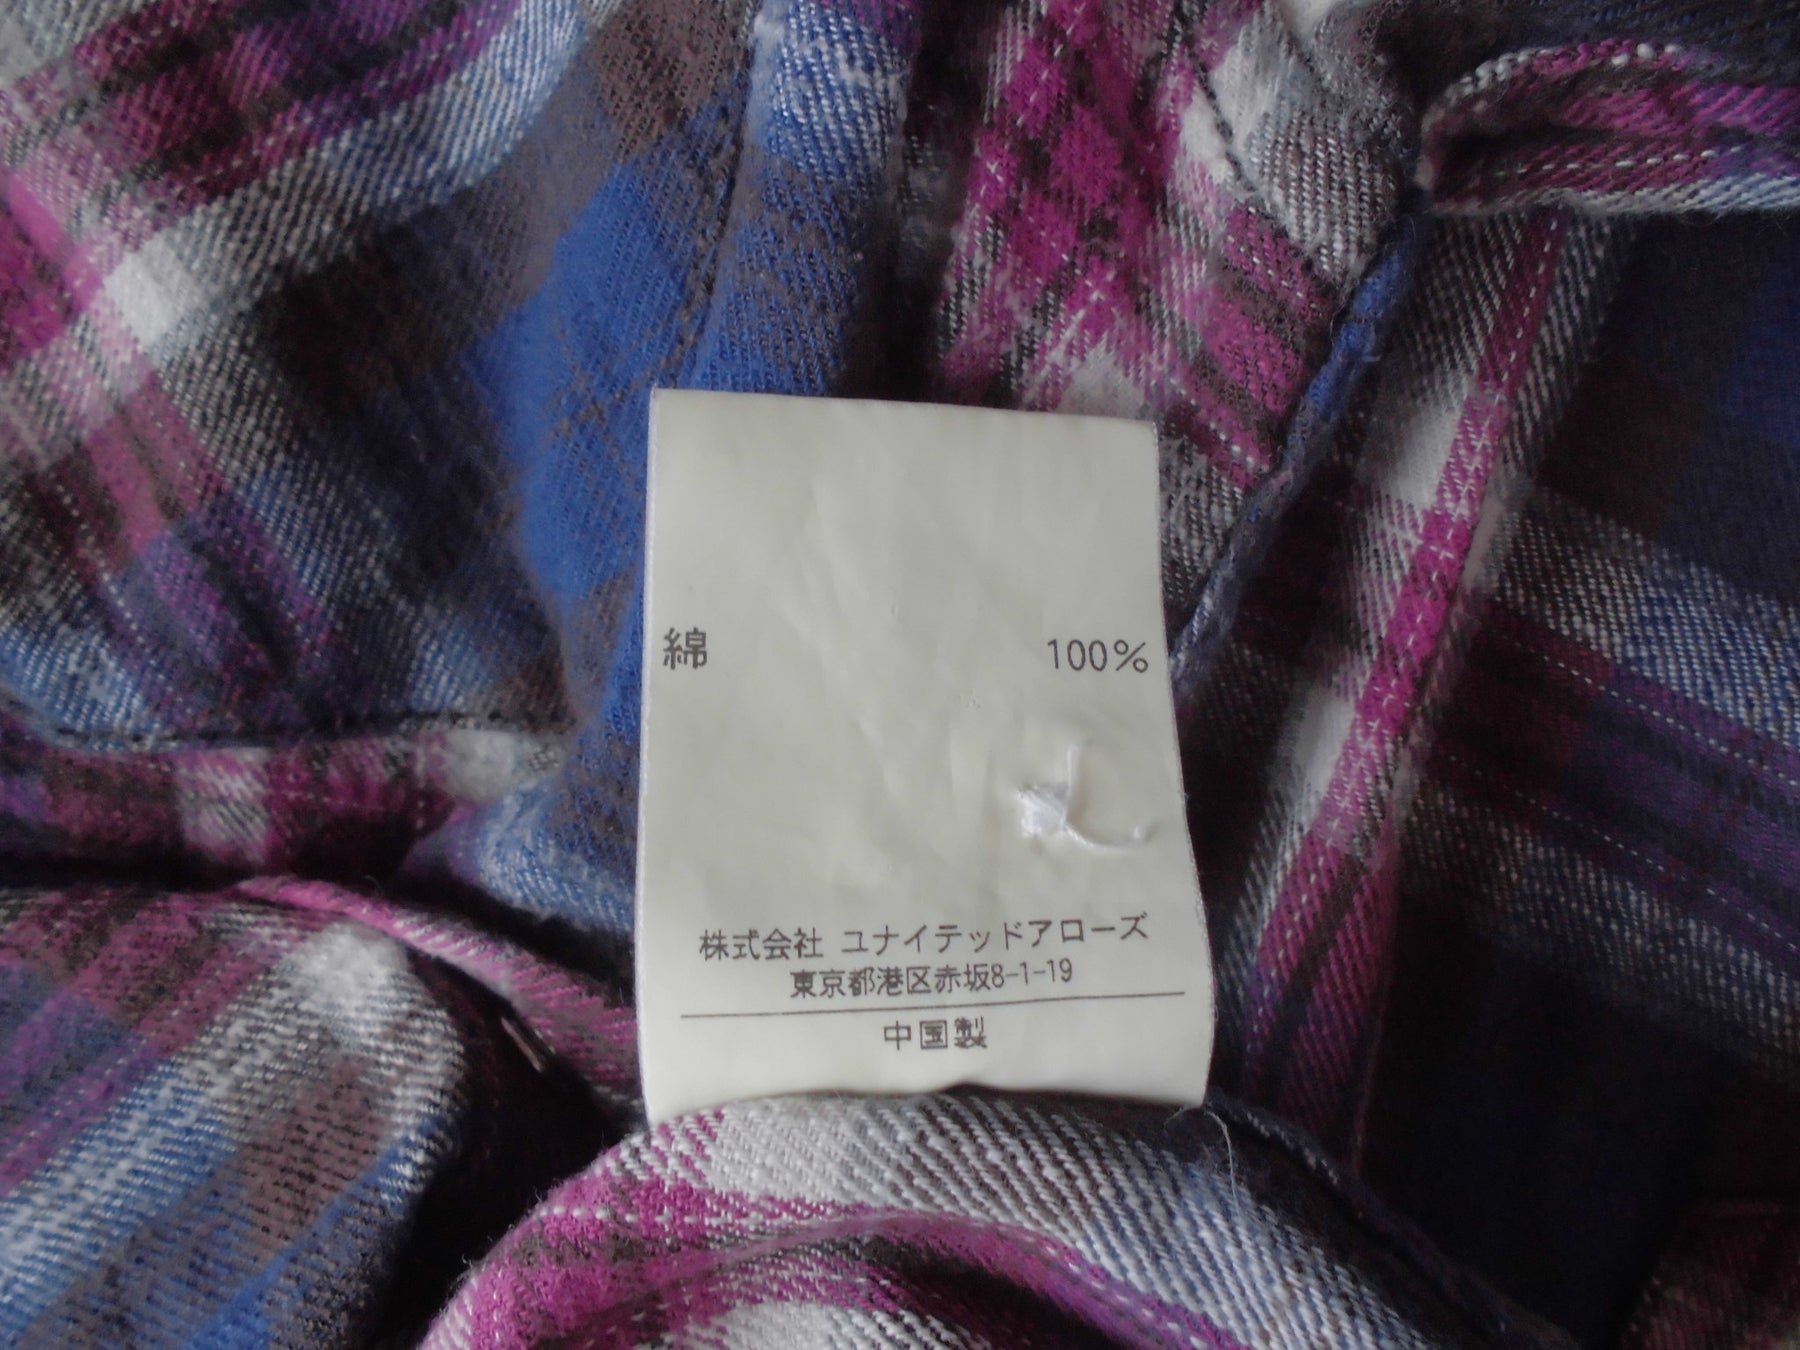 綿 100%
株式会社 ユナイテッドアローズ
東京都港区赤坂8-1-19
中国製